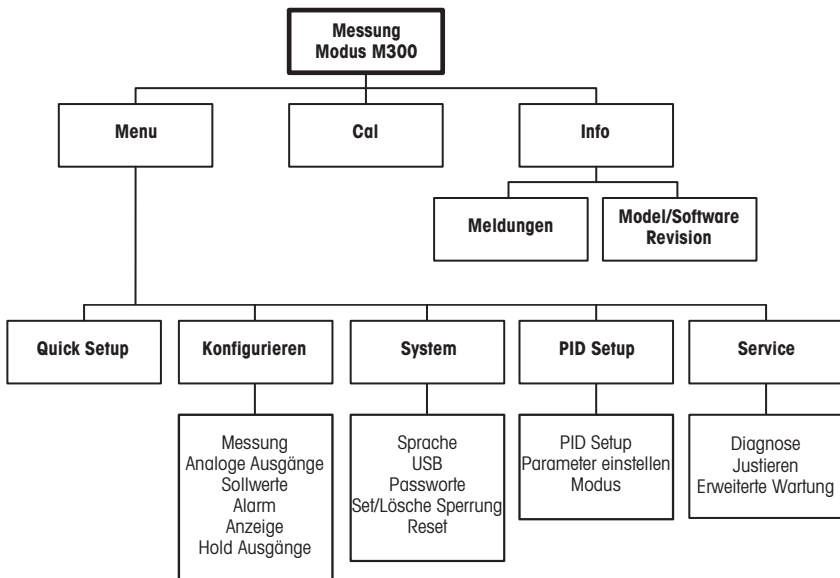 Messung
Modus M300
Menu
Cal
Info
Meldungen
Model/Software
Revision
Quick Setup
Konfigurieren
System
PID Setup
Service
Messung
Analoge Ausgänge
Sollwerte
Alarm
Anzeige
Hold Ausgänge
Sprache
USB
Passworte
Set/Lösche Sperrung
Reset
PID Setup
Parameter einstellen
Modus
Diagnose
Justieren
Erweiterte Wartung